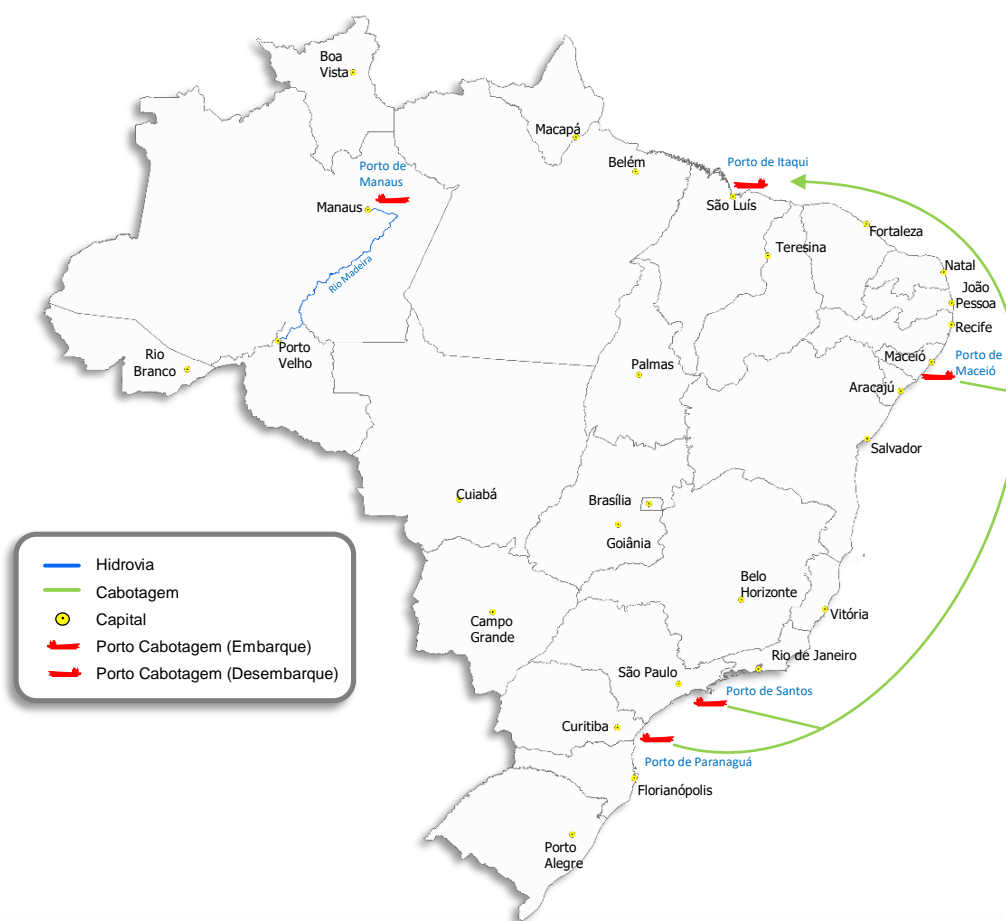 Boa
Vista
Macapá
Belém
Porto de
Manaus
Manaus
Rio Madeira
Porto de Itaqui
São Luís
Fortaleza
Teresina
Natal
João
Pessoa
Recife
Porto
Velho
Rio
Branco
Palmas
Maceió
Porto de
Maceió
Aracajú
Salvador
Cuiabá
Brasília
Goiânia
Belo
Horizonte
Campo
Grande
Vitória
Rio de Janeiro
São Paulo
Porto de Santos
Curitiba
Porto de Paranaguá
Florianópolis
Porto
Alegre
Hidrovia
Cabotagem
Capital
Porto Cabotagem (Embarque)
Porto Cabotagem (Desembarque)